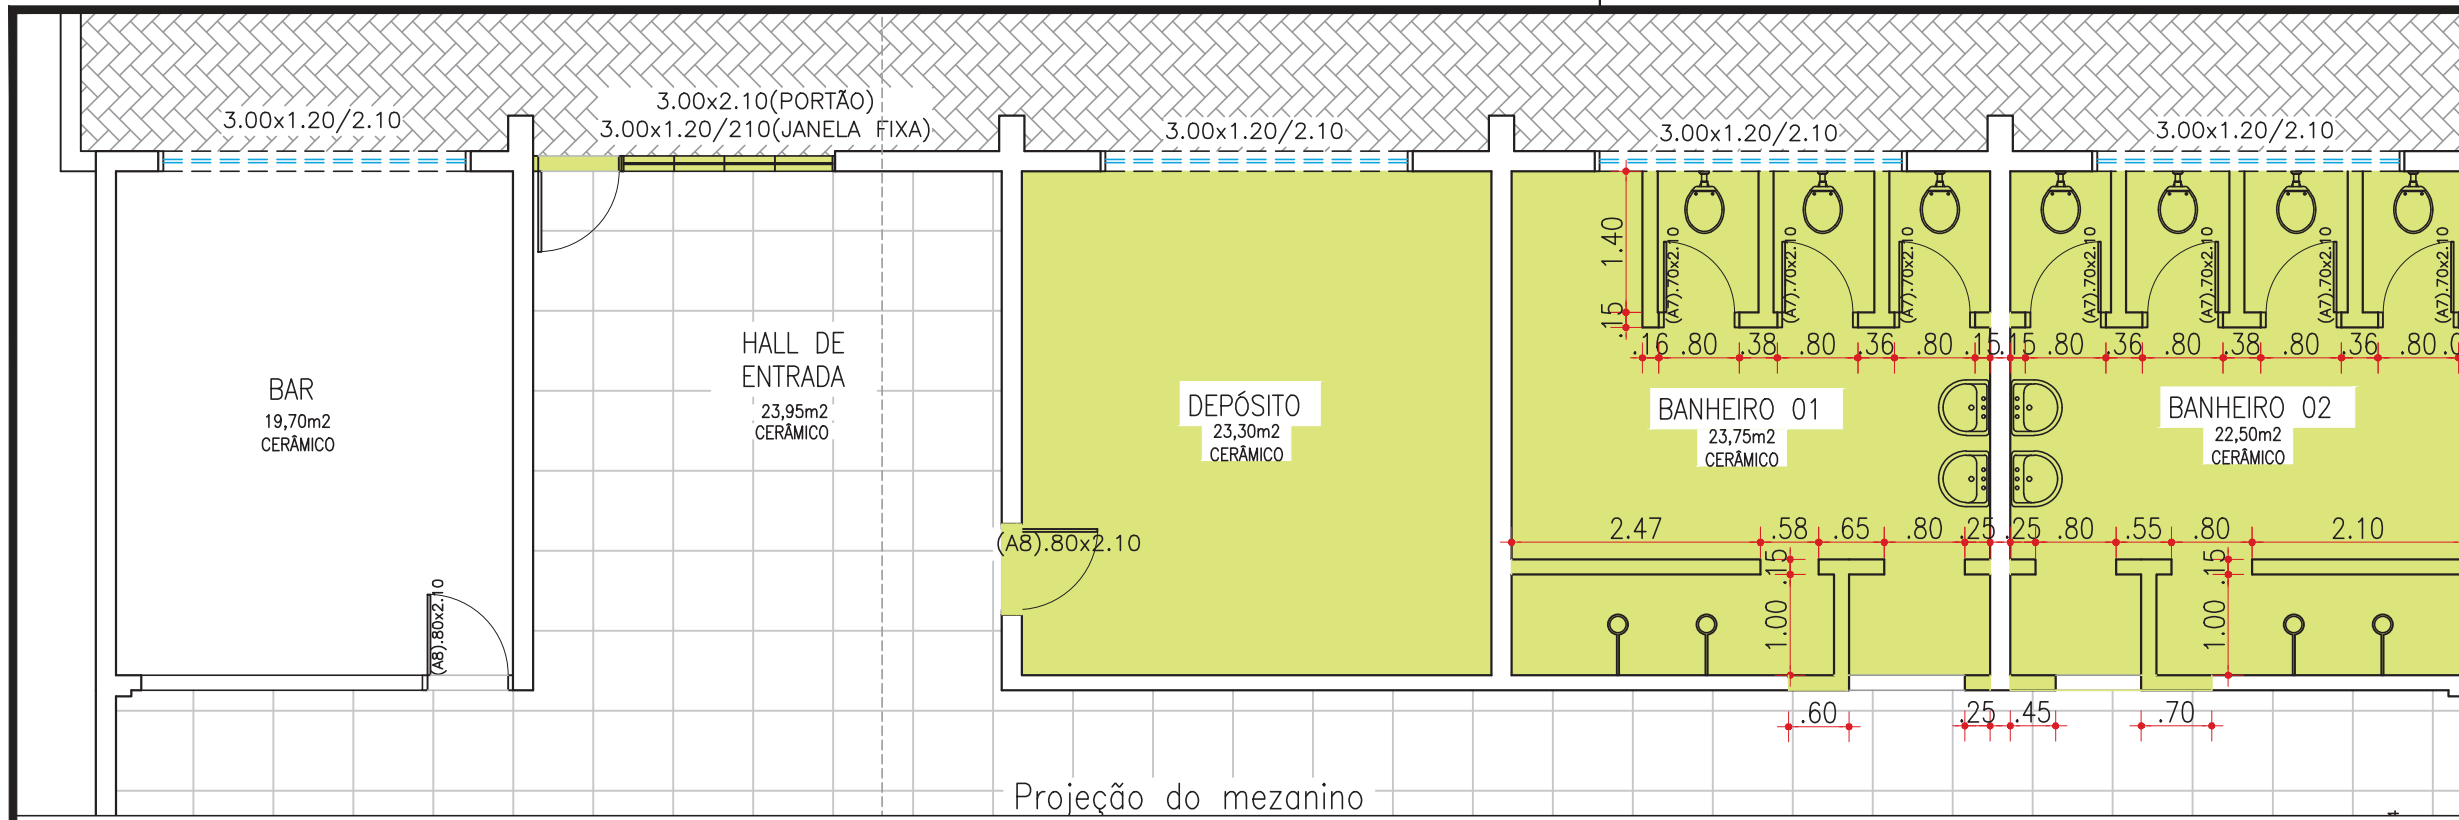 3.00x1.20/2.10
3.00x2.10(PORTÃO)
3.00x1.20/210(JANELA FIXA)
3.00x1.20/2.10
3.00x1.20/2.10
3.00x1.20/2.10
1.40
.15
(A7).70x2.10
(A7).70x2.10
(A7).70x2.10
(A7).70x2.10
(A7).70x2.10
(A7).70x2.10
(A7).70x2.10
.16 .80 .38 .80 .36 .80 .15 .15 .80 .36 .80 .38 .80 .36 .80
HALL DE
ENTRADA
23,95m2
CERÂMICO
BAR
19,70m2
CERÂMICO
DEPÓSITO
23,30m2
CERÂMICO
BANHEIRO 01
23,75m2
CERÂMICO
BANHEIRO 02
22,50m2
CERÂMICO
2.47 .58 .65 .80 .25 .25 .80 .55 .80 2.10
(A8).80x2.10
(A8).80x2.10
.15
1.00
.15
1.00
.60 .25 .45 .70
Projeção do mezanino